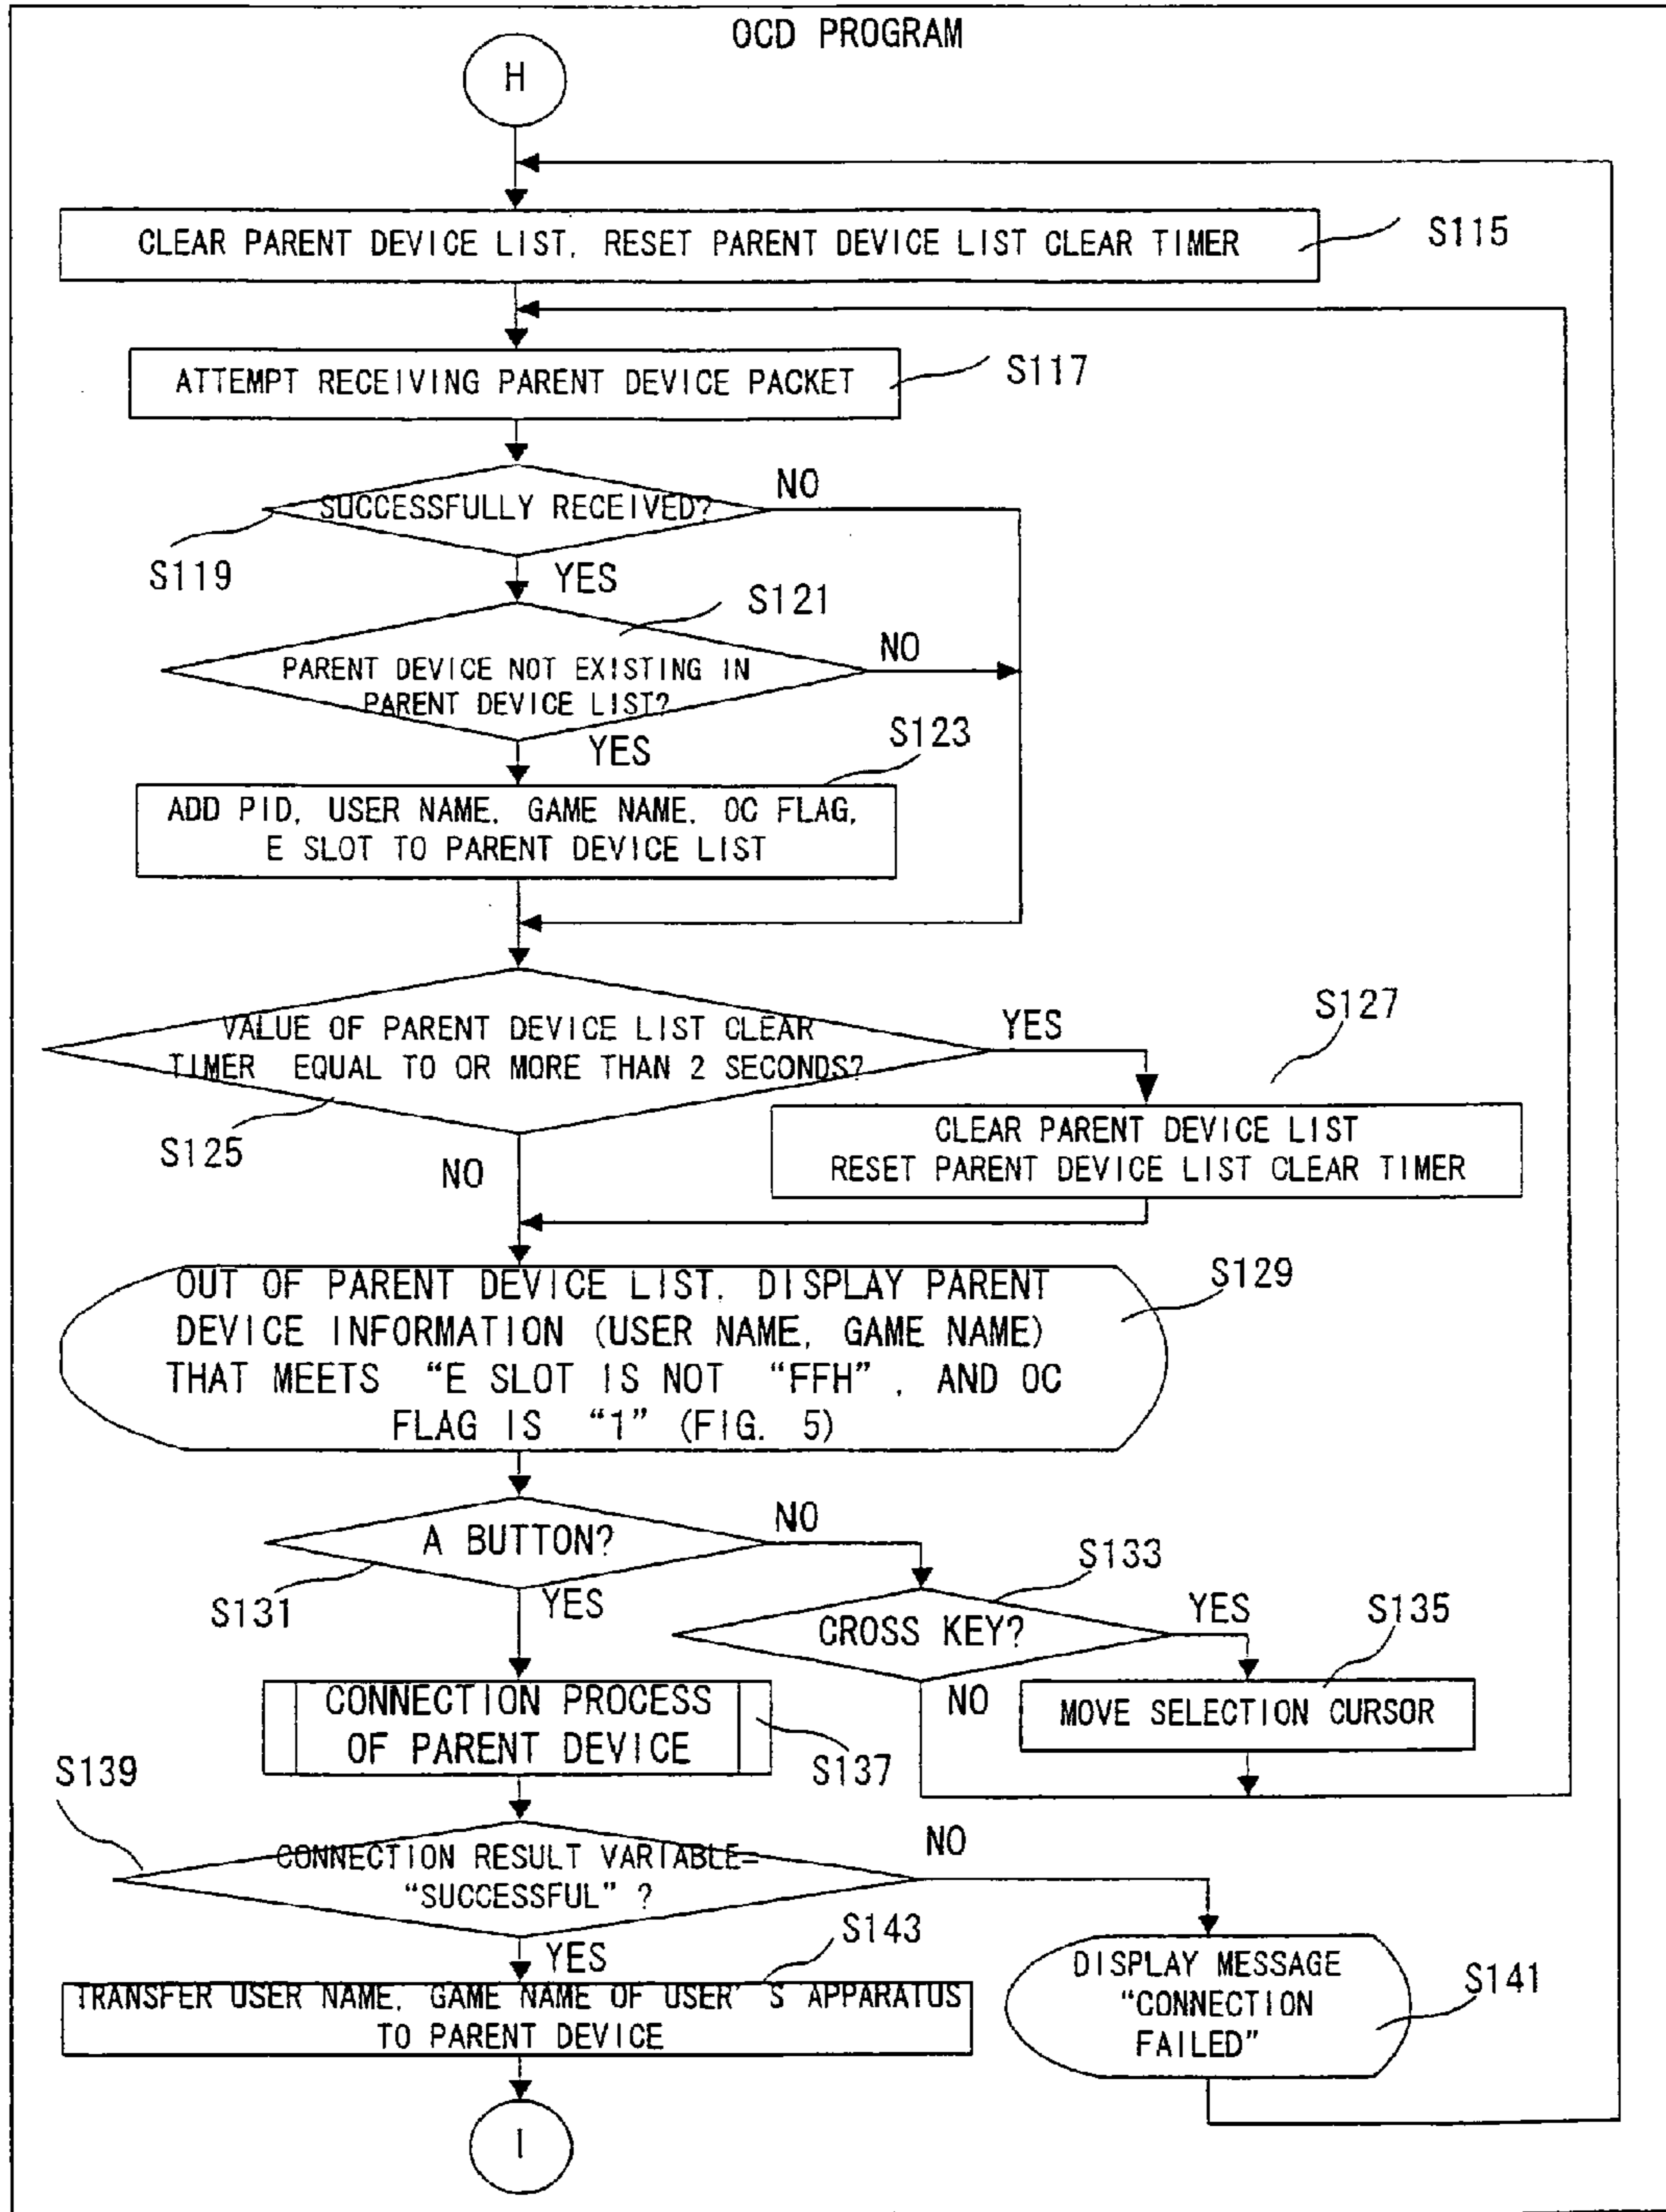 OCD PROGRAM
H
CLEAR PARENT DEVICE LIST, RESET PARENT DEVICE LIST CLEAR TIMER
S115
ATTEMPT RECEIVING PARENT DEVICE PACKET
S117
SUCCESSFULLY RECEIVED?
NO
S119
YES
S121
PARENT DEVICE NOT EXISTING IN
PARENT DEVICE LIST?
NO
YES
S123
ADD PID, USER NAME, GAME NAME, OC FLAG,
E SLOT TO PARENT DEVICE LIST
VALUE OF PARENT DEVICE LIST CLEAR
TIMER EQUAL TO OR MORE THAN 2 SECONDS?
YES
S127
S125
NO
CLEAR PARENT DEVICE LIST
RESET PARENT DEVICE LIST CLEAR TIMER
OUT OF PARENT DEVICE LIST, DISPLAY PARENT
DEVICE INFORMATION (USER NAME, GAME NAME)
THAT MEETS “E SLOT IS NOT “FFH”, AND OC
FLAG IS “1” (FIG. 5)
S129
A BUTTON?
NO
S131
YES
S133
CROSS KEY?
YES
S135
NO
MOVE SELECTION CURSOR
CONNECTION PROCESS
OF PARENT DEVICE
S137
S139
CONNECTION RESULT VARIABLE=
“SUCCESSFUL” ?
NO
YES
S143
TRANSFER USER NAME, GAME NAME OF USER'S APPARATUS
TO PARENT DEVICE
DISPLAY MESSAGE
“CONNECTION
FAILED”
S141
I